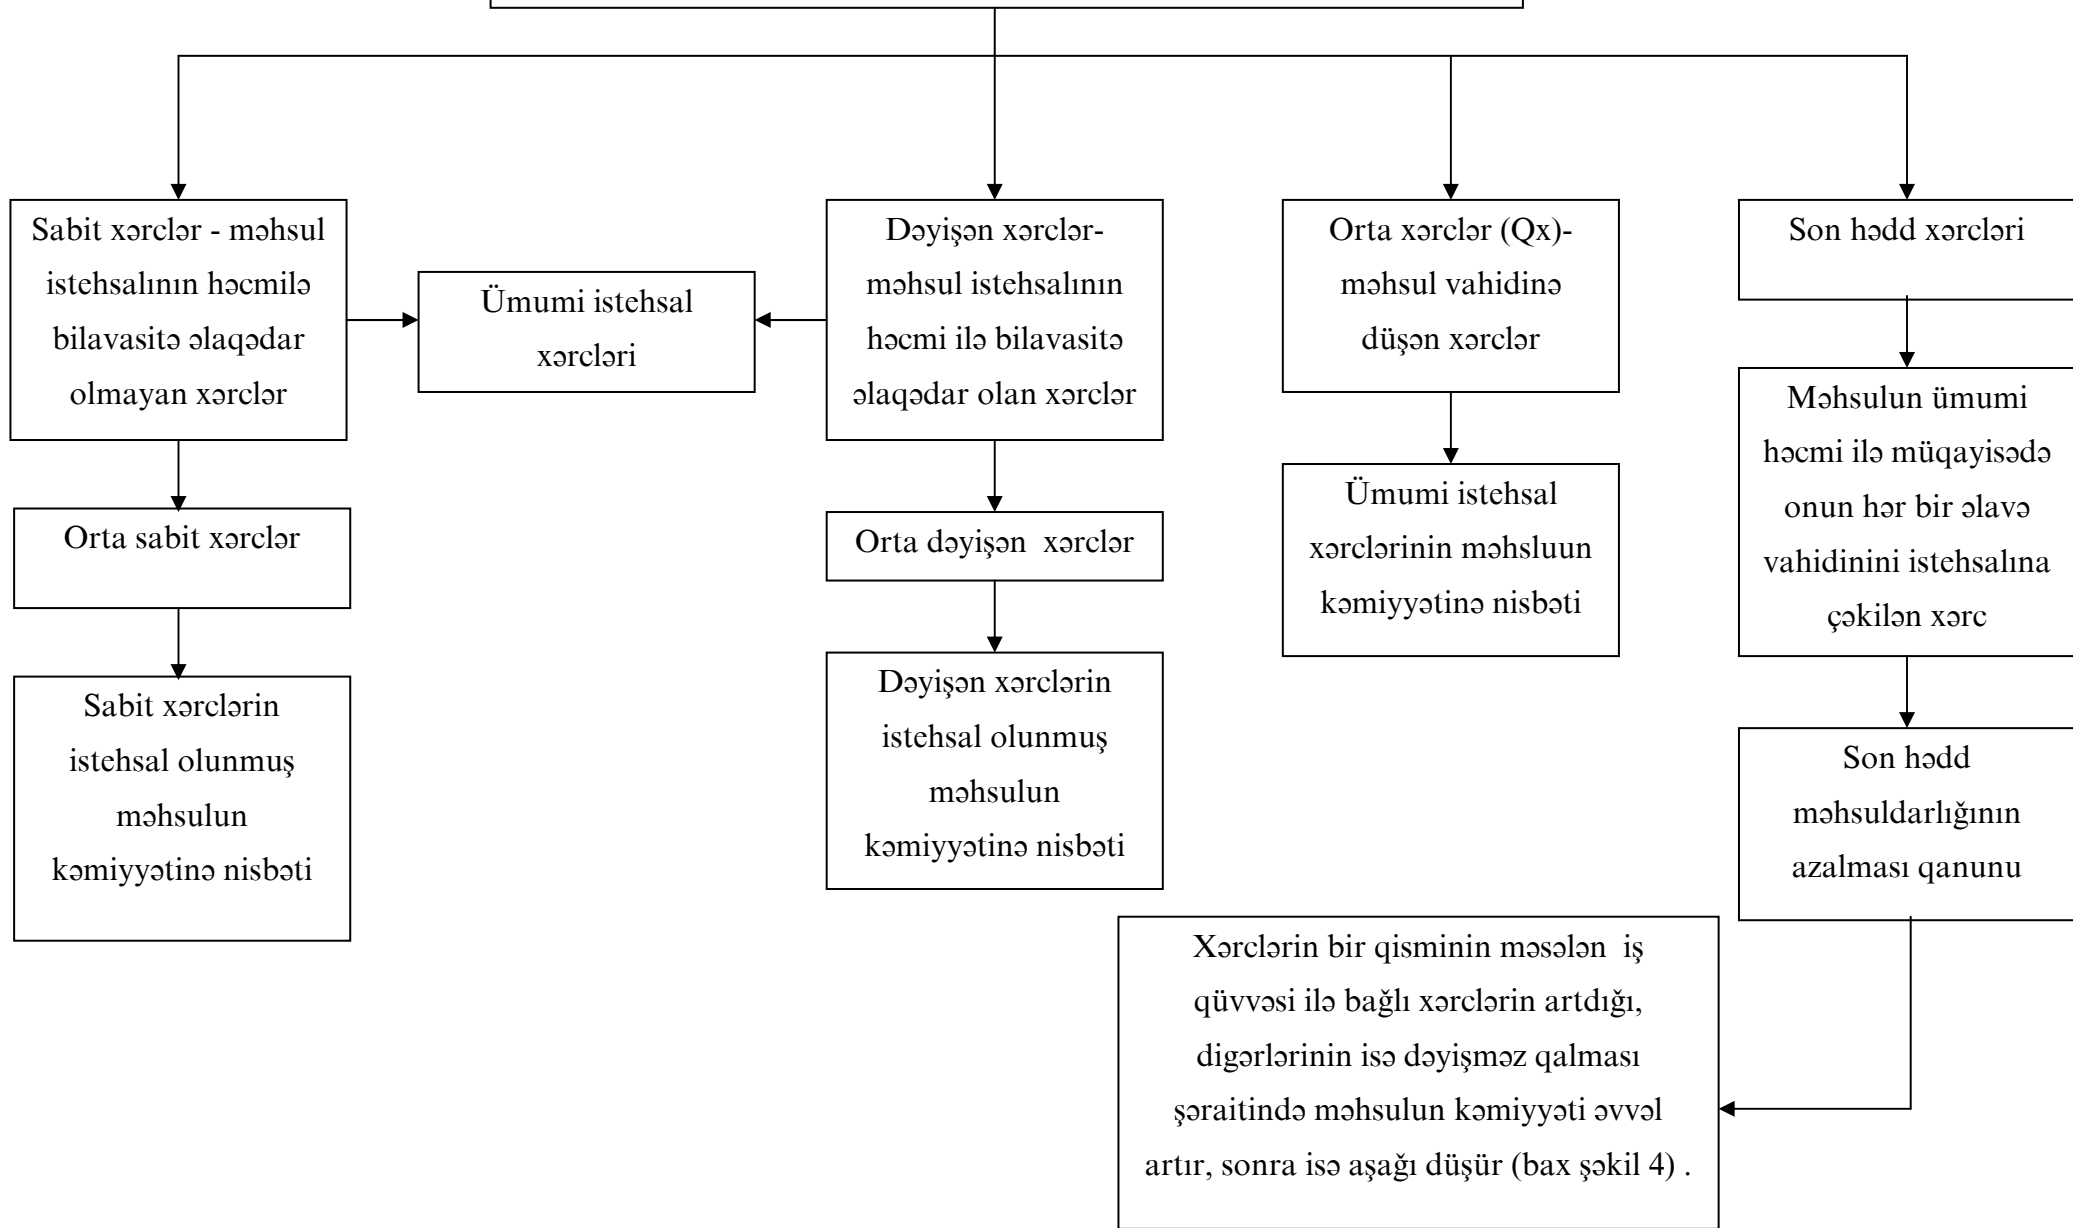 Sabit xərclər - məhsul
istehsalının həcmilə
bilavasitə əlaqədar
olmayan xərclər
Ümumi istehsal
xərcləri
Dəyişən xərclər-
məhsul istehsalının
həcmi ilə bilavasitə
əlaqədar olan xərclər
Orta xərclər (Qx)-
məhsul vahidinə
düşən xərclər
Son hədd xərcləri
Orta sabit xərclər
Orta dəyişən  xərclər
Ümumi istehsal
xərclərinin məhsluun
kəmiyyətinə nisbəti
Məhsulun ümumi
həcmi ilə müqayisədə
onun hər bir əlavə
vahidinini istehsalına
çəkilən xərc
Sabit xərclərin
istehsal olunmuş
məhsulun
kəmiyyətinə nisbəti
Dəyişən xərclərin
istehsal olunmuş
məhsulun
kəmiyyətinə nisbəti
Son hədd
məhsuldarlığının
azalması qanunu
Xərclərin bir qisminin məsələn  iş
qüvvəsi ilə bağlı xərclərin artdığı,
digərlərinin isə dəyişməz qalması
şəraitində məhsulun kəmiyyəti əvvəl
artır, sonra isə aşağı düşür (bax şəkil 4) .